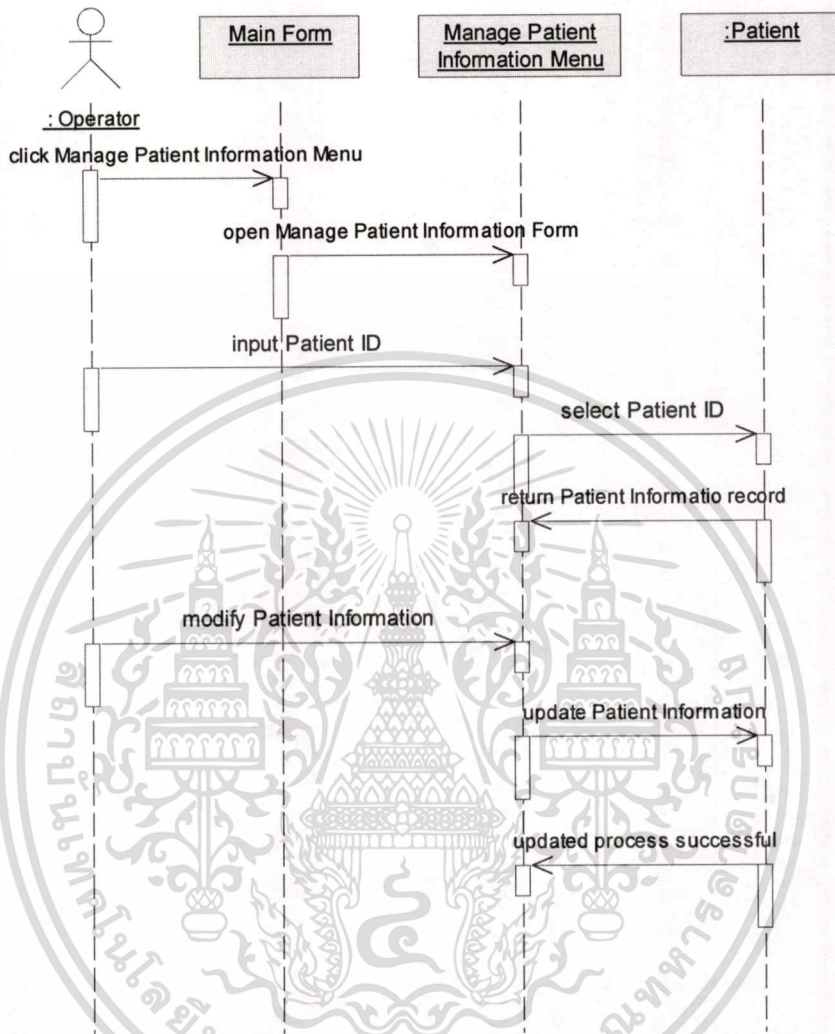 Main Form
Manage Patient
Information Menu
:Patient
: Operator
click Manage Patient Information Menu
open Manage Patient Information Form
input Patient ID
select Patient ID
return Patient Informatio record
modify Patient Information
update Patient Information
updated process successful